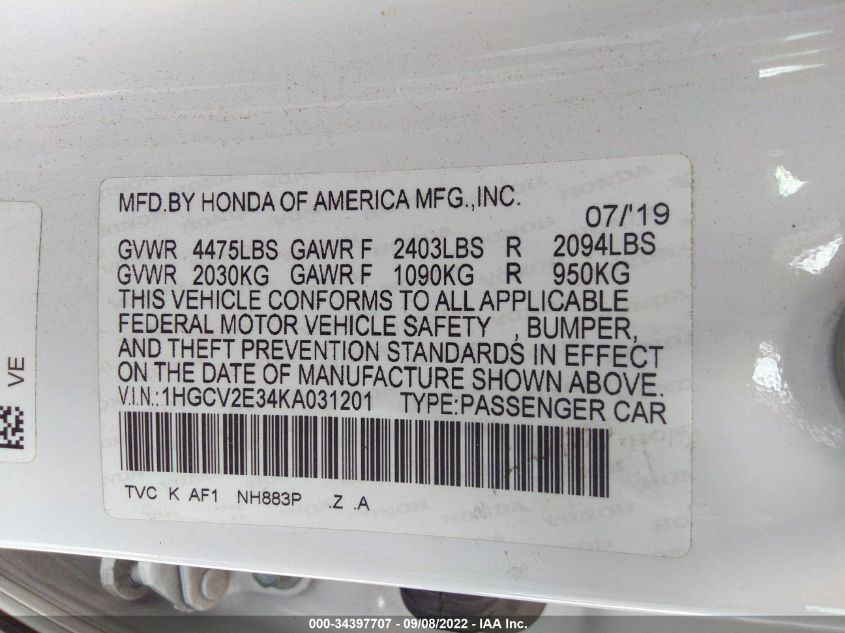 MFD.BY HONDA OF AMERICA MFG.,INC.
07/'19
GVWR 4475LBS GAWR F 2403LBS R 2094LBS
GVWR 2030KG GAWR F 1090KG R 950KG
THIS VEHICLE CONFORMS TO ALL APPLICABLE
FEDERAL MOTOR VEHICLE SAFETY , BUMPER,
AND THEFT PREVENTION STANDARDS IN EFFECT
ON THE DATE OF MANUFACTURE SHOWN ABOVE.
V.I.N.:1HGCV2E34KA031201 TYPE:PASSENGER CAR
TVC K AF1 NH883P .Z .A
VE
000-34397707 - 09/08/2022 - IAA Inc.